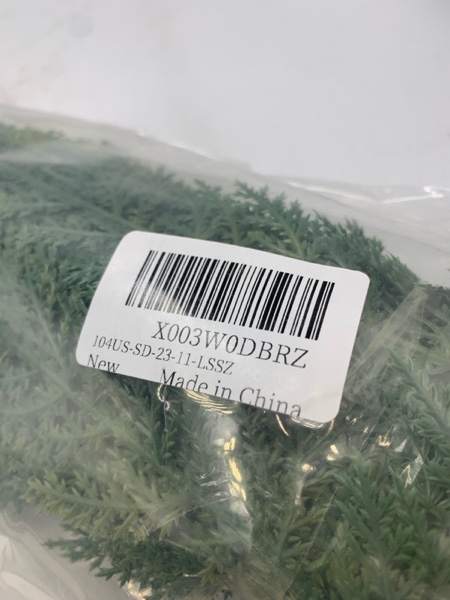 X003W0DBRZ
104US-SD-23-11-LSSZ
New
Made in China